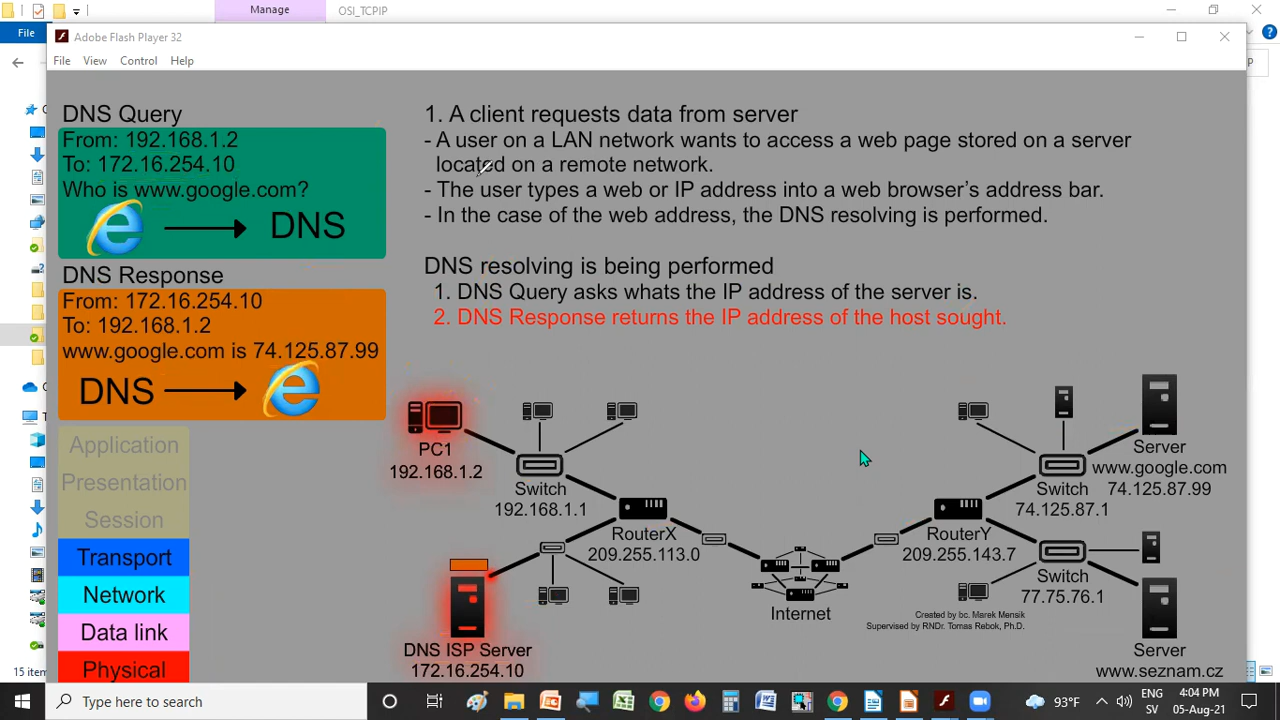 Manage
OSI_TCPIP
File
Adobe Flash Player 32
File View Control Help
DNS Query
From: 192.168.1.2
To: 172.16.254.10
Who is www.google.com?
DNS
DNS Response
From: 172.16.254.10
To: 192.168.1.2
www.google.com is 74.125.87.99
DNS
Application
Presentation
Session
Transport
Network
Data link
Physical
1. A client requests data from server
- A user on a LAN network wants to access a web page stored on a server
located on a remote network.
- The user types a web or IP address into a web browser's address bar.
- In the case of the web address, the DNS resolving is performed.
DNS resolving is being performed
1. DNS Query asks whats the IP address of the server is.
2. DNS Response returns the IP address of the host sought.
PC1
192.168.1.2
Switch
192.168.1.1
RouterX
209.255.113.0
DNS ISP Server
172.16.254.10
Internet
RouterY
209.255.143.7
Switch
74.125.87.1
Server
www.google.com
74.125.87.99
Switch
77.75.76.1
Created by bc. Marek Mensik
Supervised by RNDr. Tomas Rebok, Ph.D.
Server
www.seznam.cz
15 item
Type here to search
93°F
ENG
SV
4:04 PM
05-Aug-21